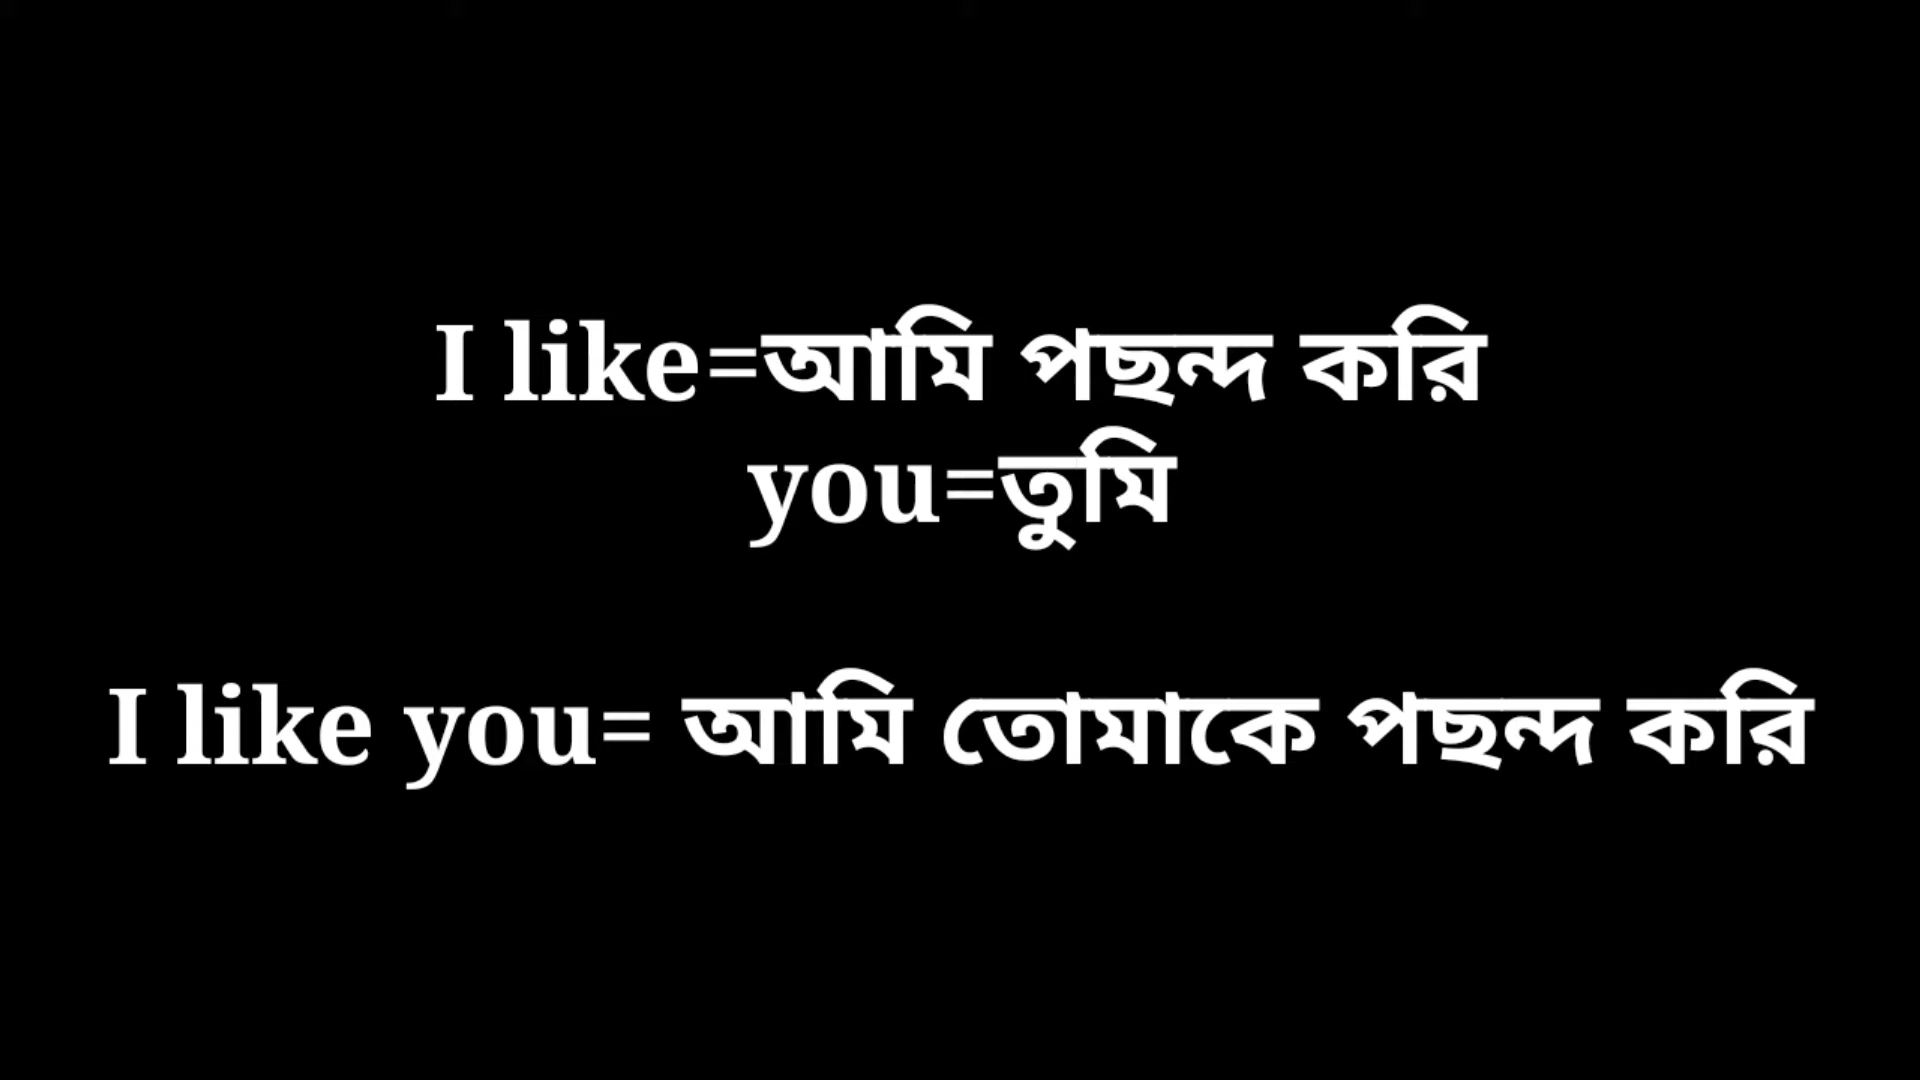 I like=আমি পছন্দ করি
you=তুমি
I like you= আমি তোমাকে পছন্দ করি